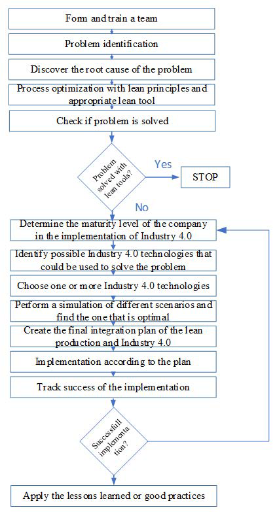 Form and train a team
Problem identification
Discover the root cause of the problem
Process optimization with lean principles and
appropriate lean tool
Check if problem is solved
Problem
solved with
lean tools?
Yes
STOP
No
Determine the maturity level of the company
in the implementation of Industry 4.0
Identify possible Industry 4.0 technologies that
could be used to solve the problem
Choose one or more Industry 4.0 technologies
Perform a simulation of different scenarios and
find the one that is optimal
Create the final integration plan of the lean
production and Industry 4.0
Implementation according to the plan
Track success of the implementation
Successfull
implementa
tion?
Apply the lessons learned or good practices